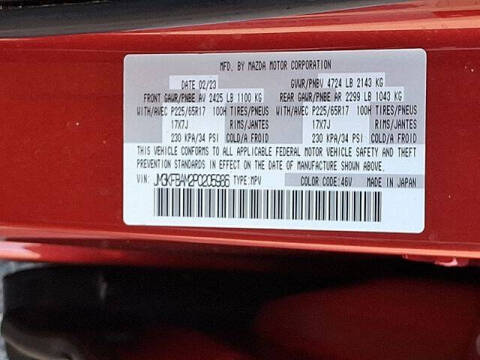 MFD. BY MAZDA MOTOR CORPORATION
DATE 02/23 GVWR/PNBV 4724 LB 2143 KG
FRONT GAWR/PNBE AV 2425 LB 1100 KG REAR GAWR/PNBE AR 2299 LB 1043 KG
WITH/AVEC P225/65R17 100H TIRES/PNEUS WITH/AVEC P225/65R17 100H TIRES/PNEUS
17X7J RIMS/JANTES 17X7J RIMS/JANTES
230 KPA/34 PSI COLD/A FROID 230 KPA/34 PSI COLD/A FROID
THIS VEHICLE CONFORMS TO ALL APPLICABLE FEDERAL MOTOR VEHICLE SAFETY AND THEFT
PREVENTION STANDARDS IN EFFECT ON THE DATE OF MANUFACTURE SHOWN ABOVE.
VIN: JM3KFBAM2P0205986 TYPE:MPV COLOR CODE:46V MADE IN JAPAN